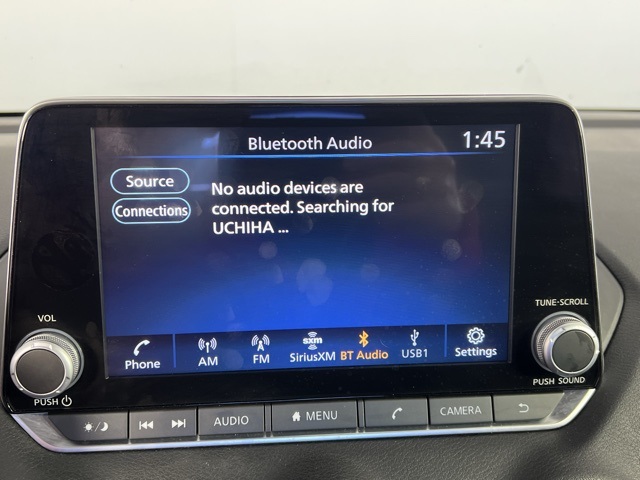 Bluetooth Audio
1:45
Source
Connections
No audio devices are
connected. Searching for
UCHIHA ...
VOL
PUSH
TUNE-SCROLL
PUSH SOUND
Phone
AM
FM
sxm
SiriusXM
BT Audio
USB1
Settings
AUDIO
MENU
CAMERA